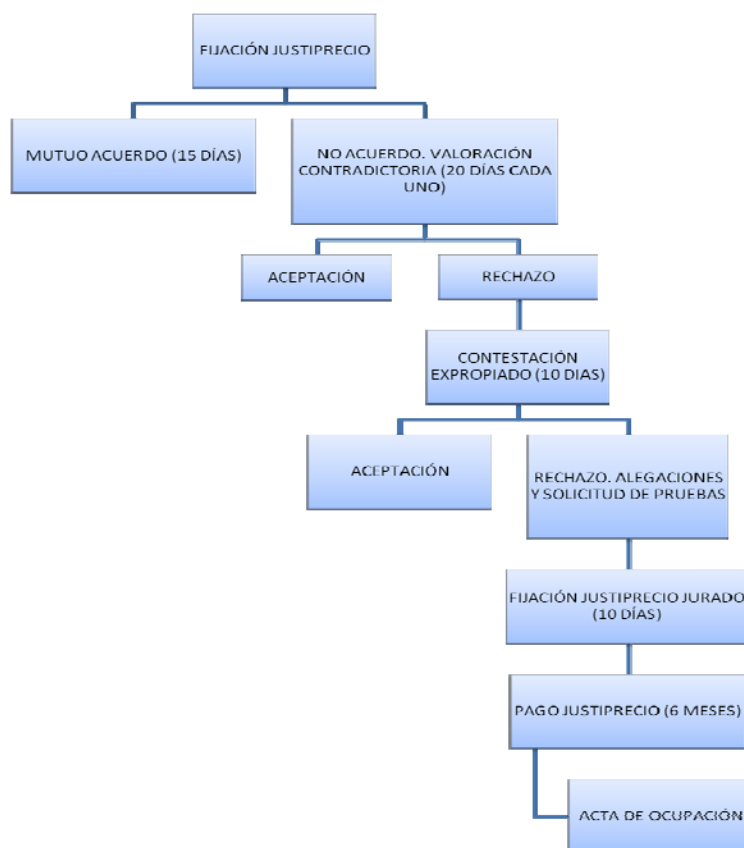 FIJACIÓN JUSTIPRECIO
MUTUO ACUERDO (15 DÍAS)
NO ACUERDO. VALORACIÓN
CONTRADICTORIA (20 DÍAS CADA
UNO)
ACEPTACIÓN
RECHAZO
CONTESTACIÓN
EXPROPIADO (10 DIAS)
ACEPTACIÓN
RECHAZO. ALEGACIONES
Y SOLICITUD DE PRUEBAS
FIJACIÓN JUSTIPRECIO JURADO
(10 DÍAS)
PAGO JUSTIPRECIO (6 MESES)
ACTA DE OCUPACIÓN